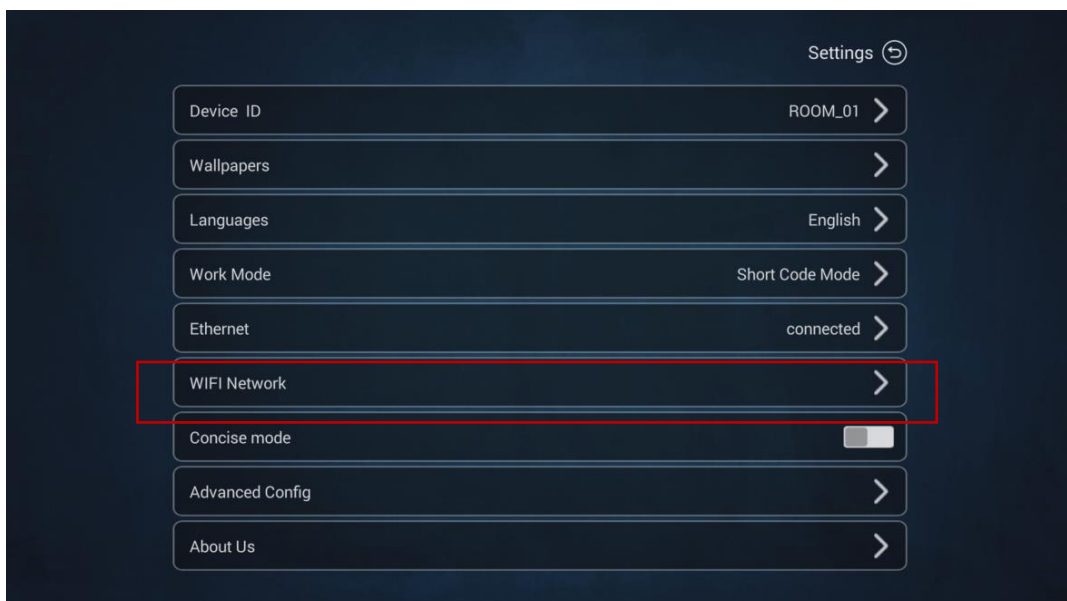 Settings
Device ID ROOM_01
Wallpapers
Languages English
Work Mode Short Code Mode
Ethernet connected
WIFI Network
Concise mode
Advanced Config
About Us